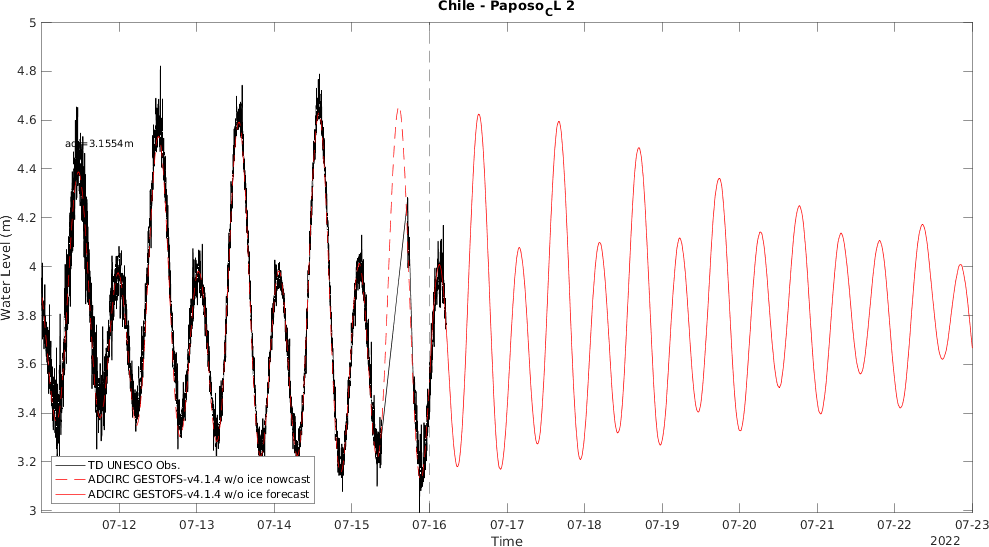 Chile - PaposoCL 2
5
4.8
4.6
4.4
4.2
4
3.8
3.6
3.4
3.2
3
Water Level (m)
=3.1554m
TD UNESCO Obs.
ADCIRC GESTOFS-v4.1.4 w/o ice nowcast
ADCIRC GESTOFS-v4.1.4 w/o ice forecast
07-12 07-13 07-14 07-15 07-16 07-17 07-18 07-19 07-20 07-21 07-22 07-23
Time
2022